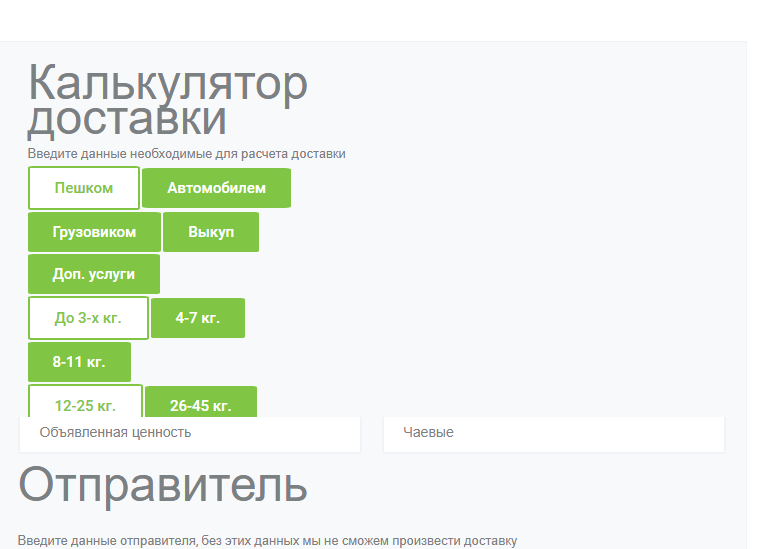 Калькулятор
доставки
Введите данные необходимые для расчета доставки
Пешком Автомобилем
Грузовиком Выкуп
Доп. услуги
До 3-х кг. 4-7 кг.
8-11 кг.
12-25 кг. 26-45 кг.
Объявленная ценность Чаевые
Отправитель
Введите данные отправителя, без этих данных мы не сможем произвести доставку